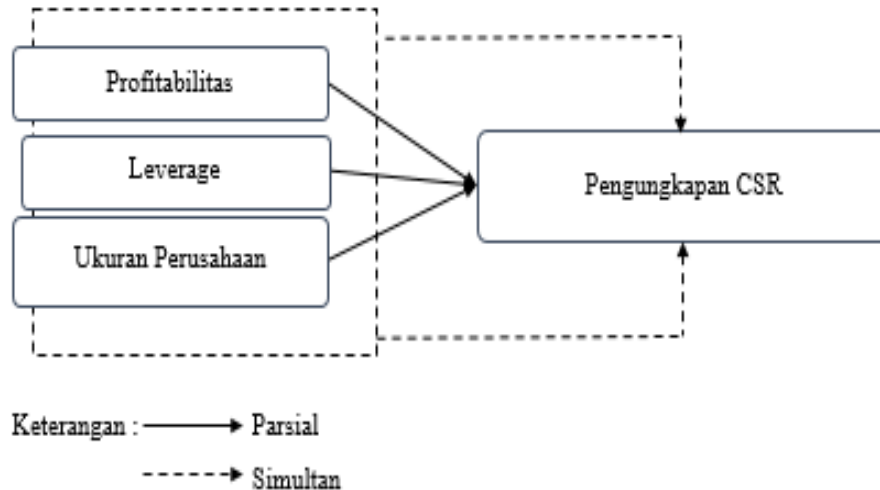 Profitabilitas
Leverage
Pengungkapan CSR
Ukuran Perusahaan
Keterangan : Parsial
Simultan